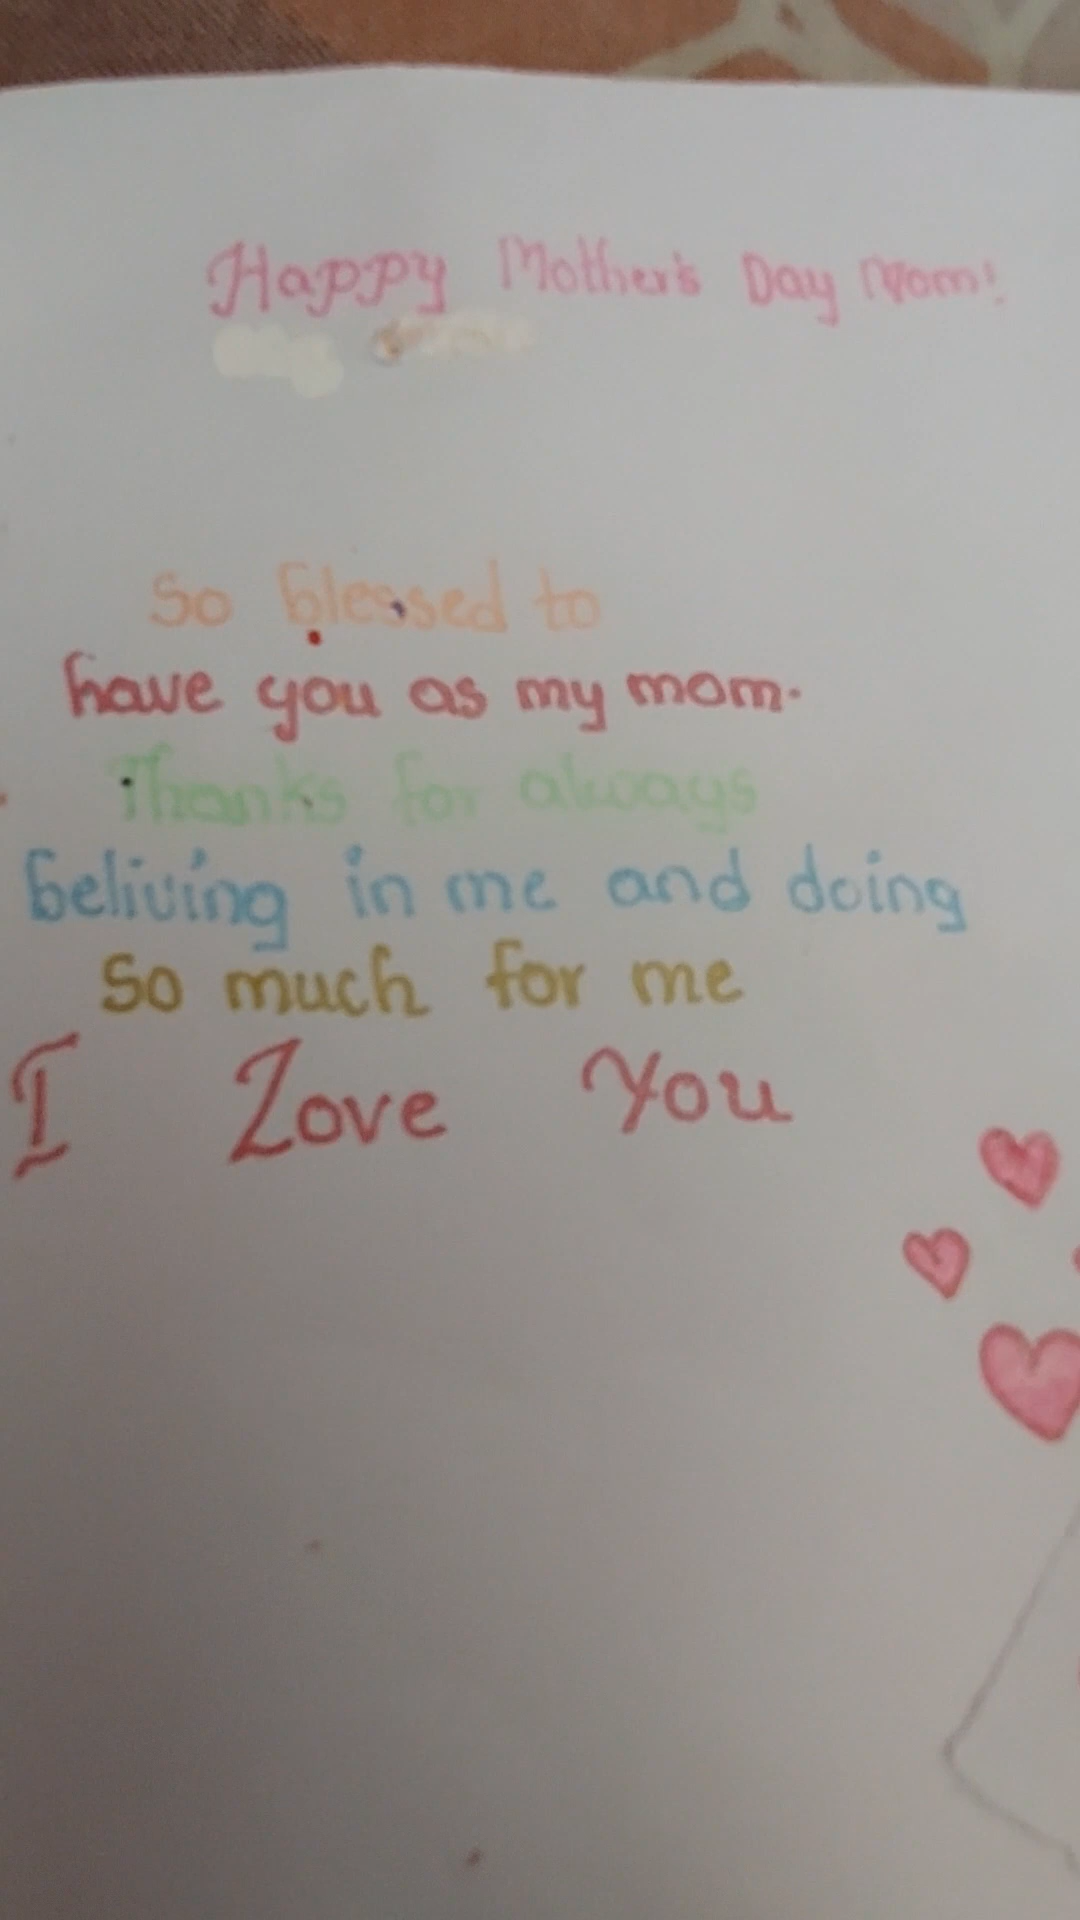 Happy Mother's Day Mom!
So blessed to
have you as my mom.
Thanks for always
beliving in me and doing
so much for me
I Love You